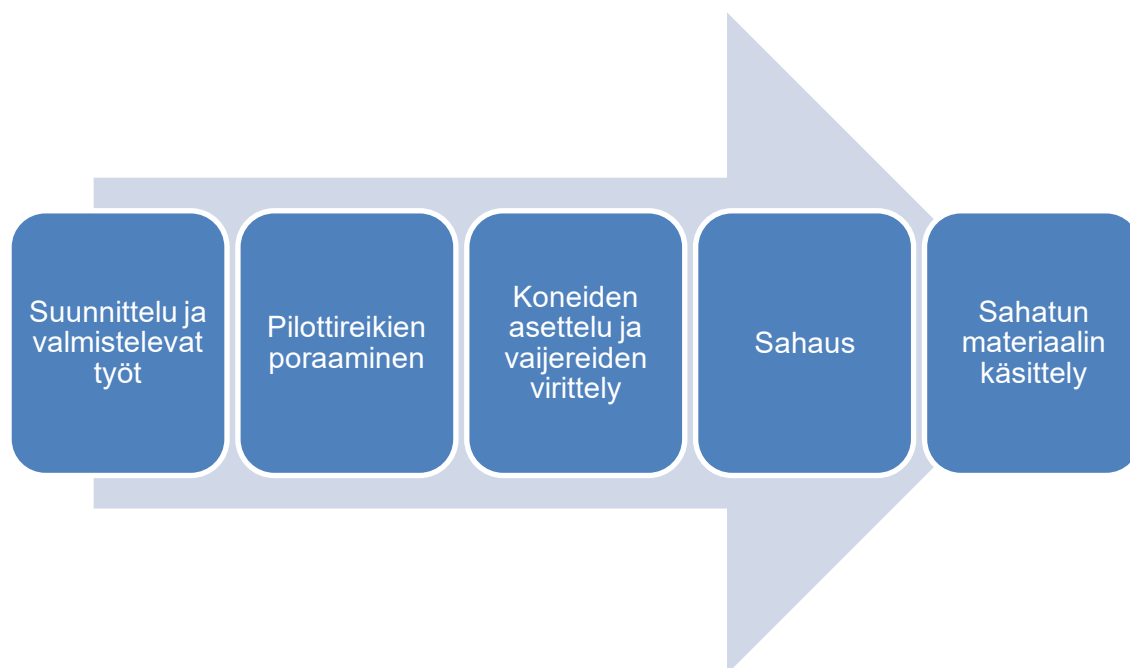 Suunnittelu ja
valmistelevat
työt
Pilottireikien
poraaminen
Koneiden
asettelu ja
vaijereiden
virittely
Sahaus
Sahatun
materiaalin
käsittely